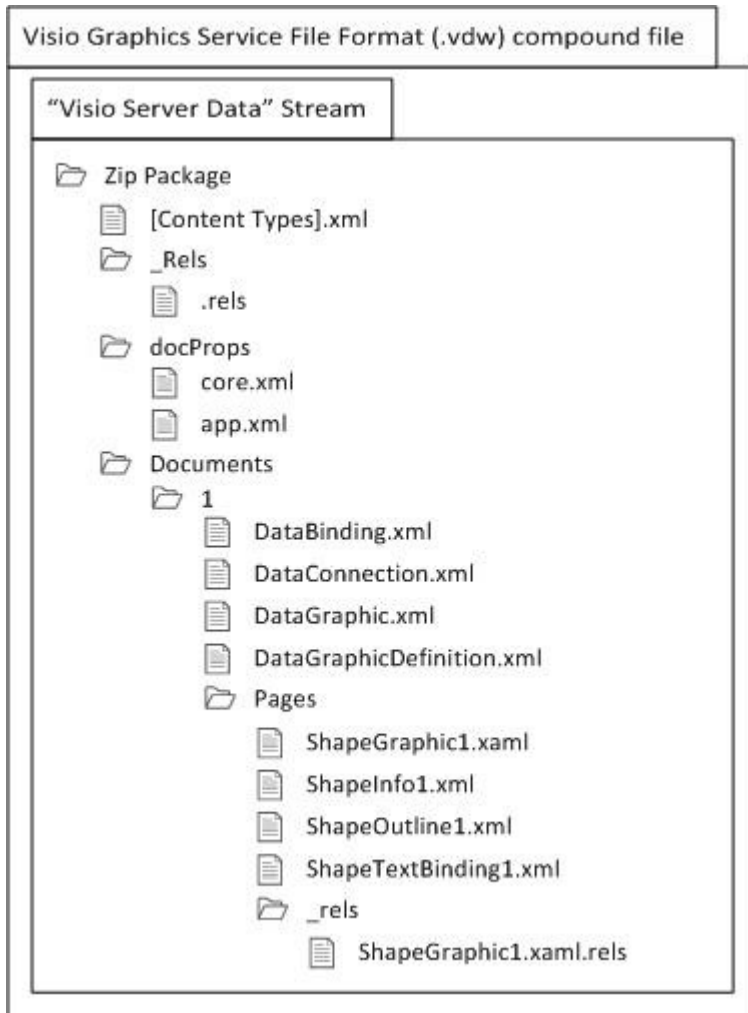 Visio Graphics Service File Format (.vdw) compound file
“Visio Server Data” Stream
Zip Package
[Content Types].xml
_Rels
.rels
docProps
core.xml
app.xml
Documents
1
DataBinding.xml
DataConnection.xml
DataGraphic.xml
DataGraphicDefinition.xml
Pages
ShapeGraphic1.xaml
ShapeInfo1.xml
ShapeOutline1.xml
ShapeTextBinding1.xml
_rels
ShapeGraphic1.xaml.rels